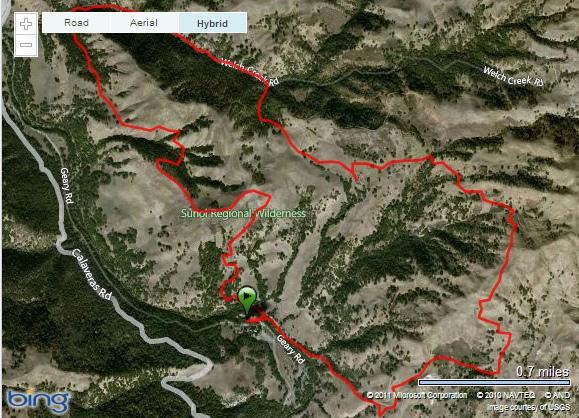 +
−
Road Aerial Hybrid
Welch Creek Rd
Welch Creek Rd
Geary Rd
Sunol Regional Wilderness
Calaveras Rd
Geary Rd
0.7 miles
bing
© 2011 Microsoft Corporation © 2010 NAVTEQ © AND
Image courtesy of USGS